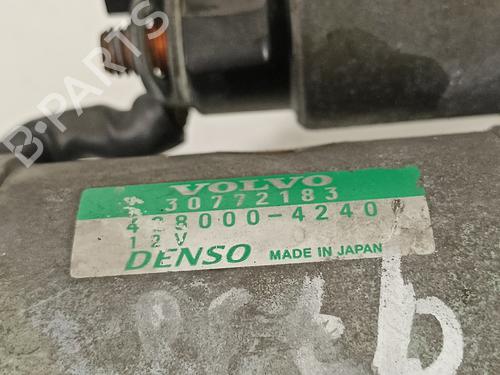 B-PARTS
VOLVO
30772183
428000-4240
12V
DENSO MADE IN JAPAN